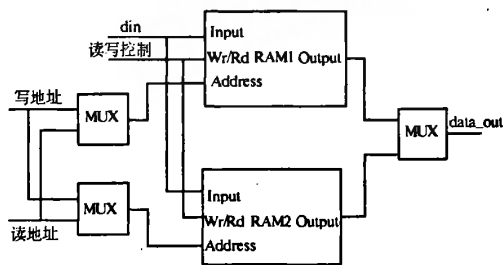 din
读写控制
写地址
读地址
MUX
MUX
Input
Wr/Rd RAM1 Output
Address
Input
Wr/Rd RAM2 Output
Address
MUX
data_out